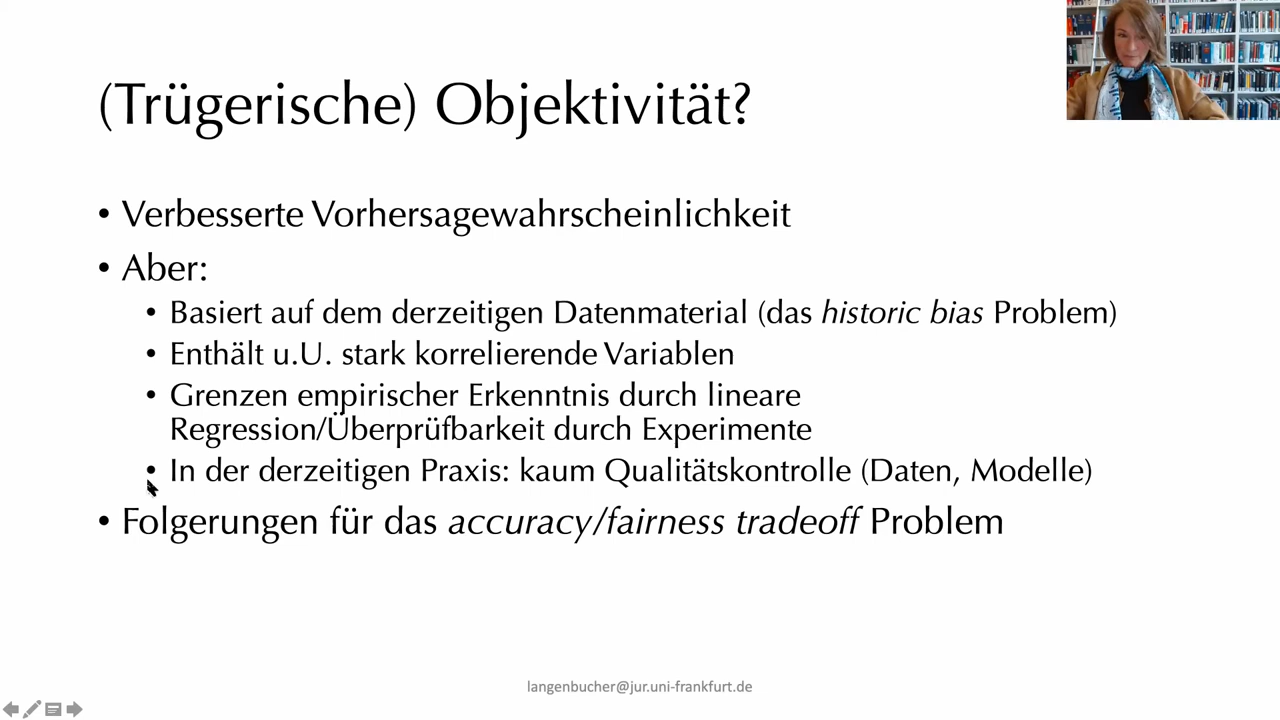 (Trügerische) Objektivität?
• Verbesserte Vorhersagewahrscheinlichkeit
• Aber:
• Basiert auf dem derzeitigen Datenmaterial (das historic bias Problem)
• Enthält u.U. stark korrelierende Variablen
• Grenzen empirischer Erkenntnis durch lineare
Regression/Überprüfbarkeit durch Experimente
• In der derzeitigen Praxis: kaum Qualitätskontrolle (Daten, Modelle)
• Folgerungen für das accuracy/fairness tradeoff Problem
langenbucher@jur.uni-frankfurt.de